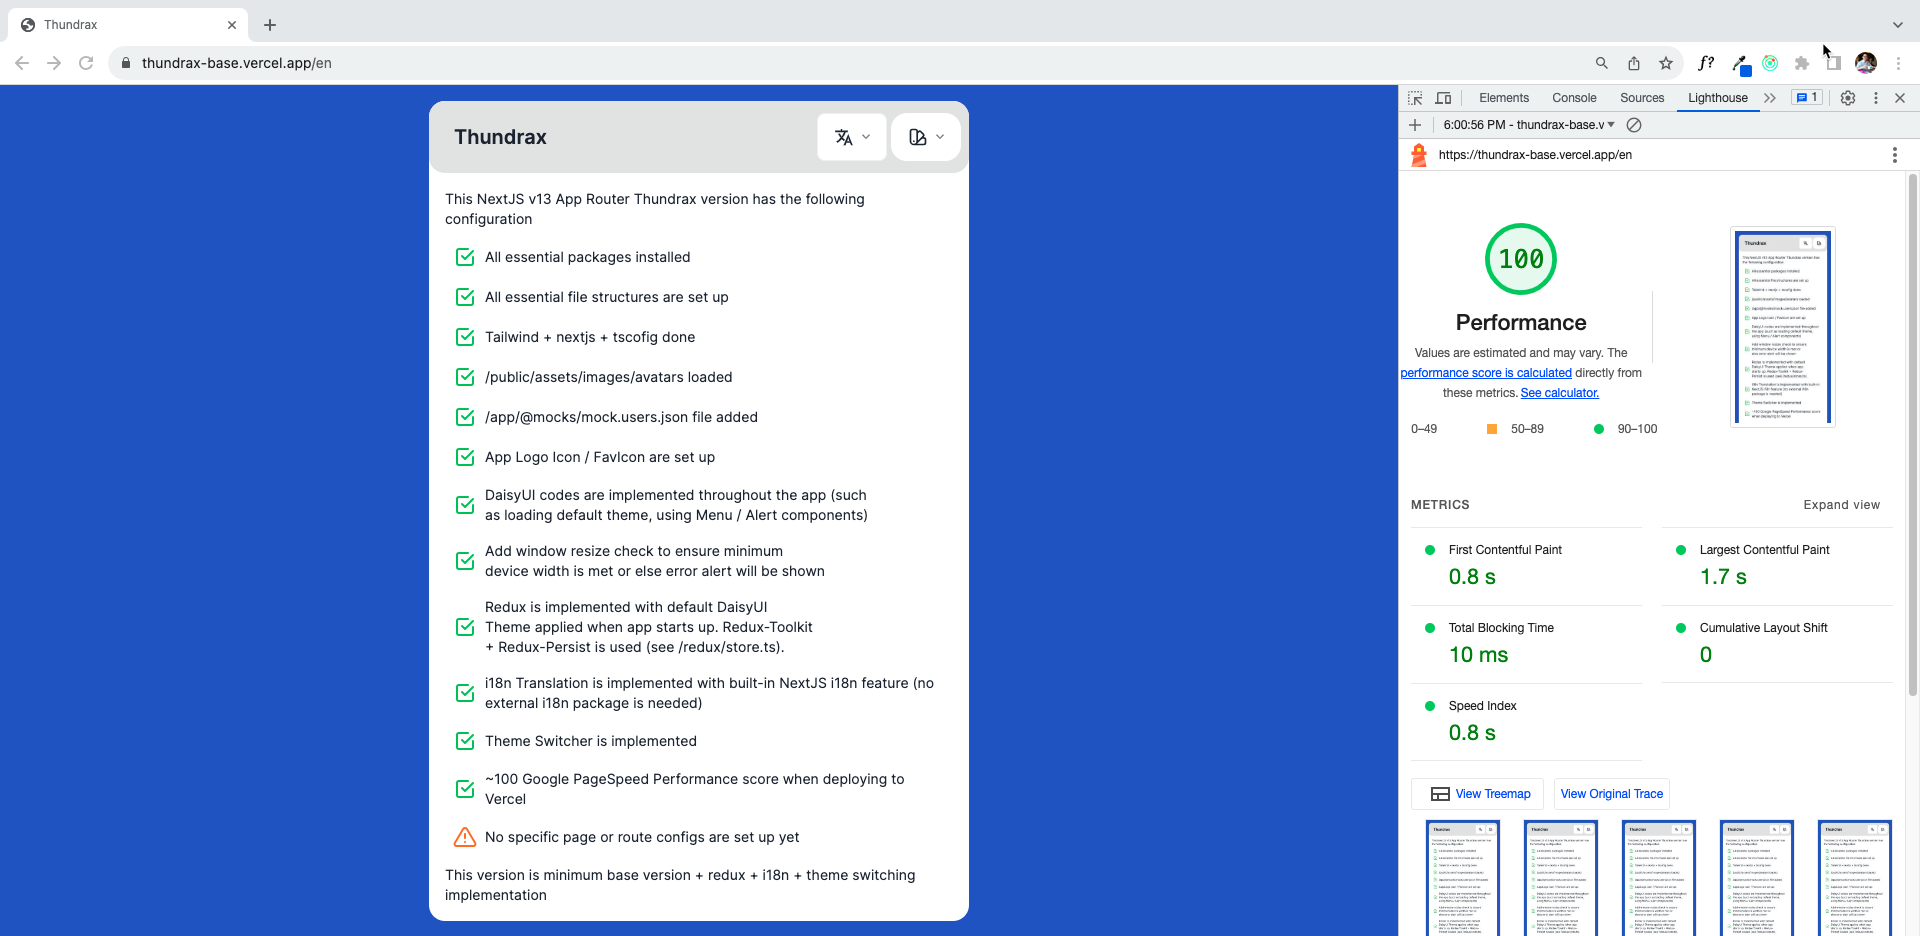 Thundrax
thundrax-base.vercel.app/en
f?
Thundrax
This NextJS v13 App Router Thundrax version has the following
configuration
All essential packages installed
All essential file structures are set up
Tailwind + nextjs + tscofig done
/public/assets/images/avatars loaded
/app/@mocks/mock.users.json file added
App Logo Icon / FavIcon are set up
DaisyUI codes are implemented throughout the app (such
as loading default theme, using Menu / Alert components)
Add window resize check to ensure minimum
device width is met or else error alert will be shown
Redux is implemented with default DaisyUI
Theme applied when app starts up. Redux-Toolkit
+ Redux-Persist is used (see /redux/store.ts).
i18n Translation is implemented with built-in NextJS i18n feature (no
external i18n package is needed)
Theme Switcher is implemented
~100 Google PageSpeed Performance score when deploying to
Vercel
No specific page or route configs are set up yet
This version is minimum base version + redux + i18n + theme switching
implementation
Elements Console Sources Lighthouse 1
6:00:56 PM - thundrax-base.v
https://thundrax-base.vercel.app/en
100
Performance
Values are estimated and may vary. The
performance score is calculated directly from
these metrics. See calculator.
0–49 50–89 90–100
METRICS Expand view
First Contentful Paint
0.8 s
Largest Contentful Paint
1.7 s
Total Blocking Time
10 ms
Cumulative Layout Shift
0
Speed Index
0.8 s
View Treemap View Original Trace
Thundrax
Thundrax Thundrax Thundrax Thundrax Thundrax